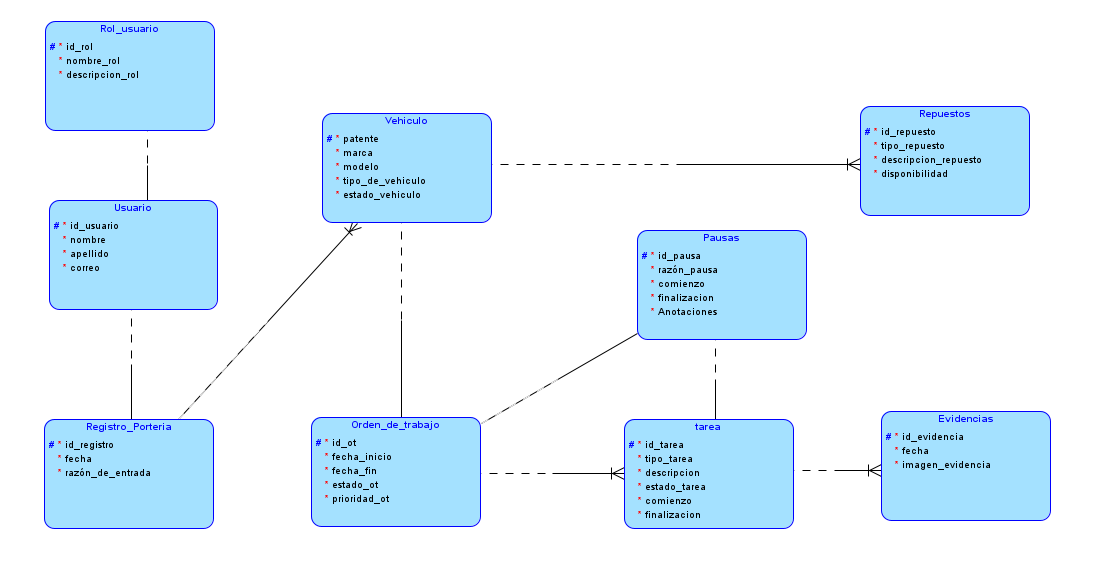 Rol_usuario
# * id_rol
* nombre_rol
* descripcion_rol
Usuario
# * id_usuario
* nombre
* apellido
* correo
Registro_Porteria
# * id_registro
* fecha
* razón_de_entrada
Vehiculo
# * patente
* marca
* modelo
* tipo_de_vehiculo
* estado_vehiculo
Orden_de_trabajo
# * id_ot
* fecha_inicio
* fecha_fin
* estado_ot
* prioridad_ot
Pausas
# * id_pausa
* razón_pausa
* comienzo
* finalizacion
* Anotaciones
tarea
# * id_tarea
* tipo_tarea
* descripcion
* estado_tarea
* comienzo
* finalizacion
Repuestos
# * id_repuesto
* tipo_repuesto
* descripcion_repuesto
* disponibilidad
Evidencias
# * id_evidencia
* fecha
* imagen_evidencia